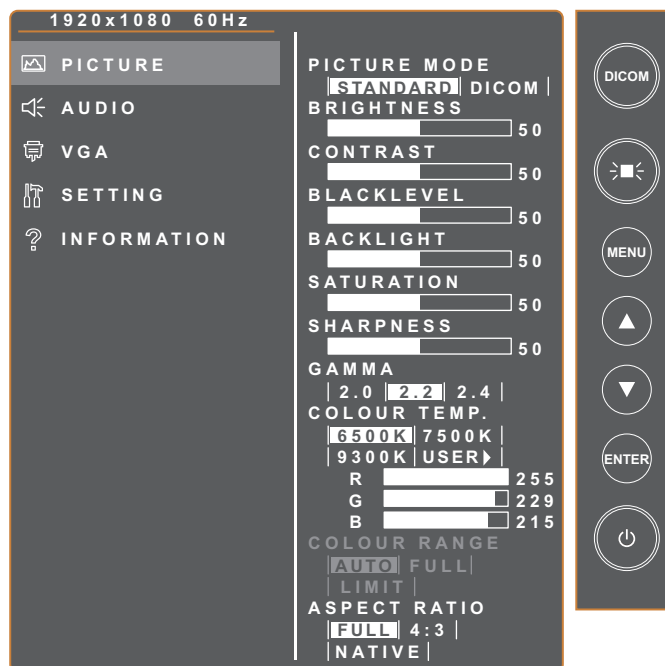 1920x1080 60Hz
PICTURE
AUDIO
VGA
SETTING
INFORMATION
PICTURE MODE
STANDARD DICOM
BRIGHTNESS
50
CONTRAST
50
BLACKLEVEL
50
BACKLIGHT
50
SATURATION
50
SHARPNESS
50
GAMMA
2.0 2.2 2.4
COLOUR TEMP.
6500K 7500K
9300K USER
R 255
G 229
B 215
COLOUR RANGE
AUTO FULL
LIMIT
ASPECT RATIO
FULL 4:3
NATIVE
DICOM
MENU
ENTER